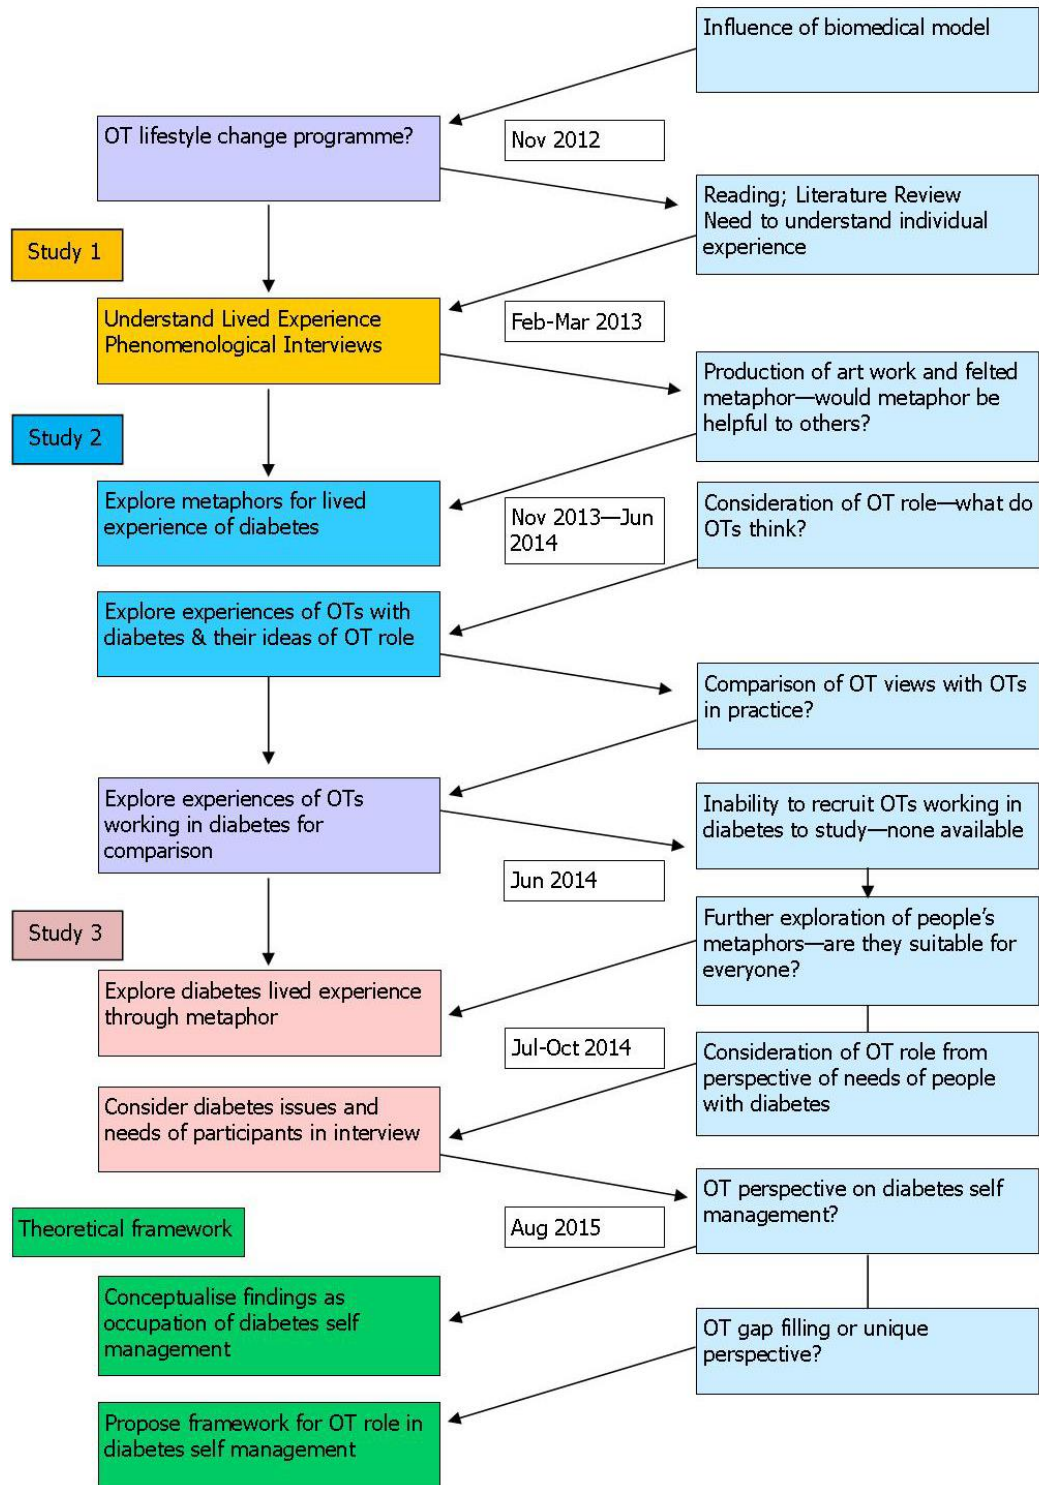 Influence of biomedical model
OT lifestyle change programme?
Nov 2012
Reading; Literature Review
Need to understand individual
experience
Study 1
Understand Lived Experience
Phenomenological Interviews
Feb-Mar 2013
Production of art work and felted
metaphor—would metaphor be
helpful to others?
Study 2
Explore metaphors for lived
experience of diabetes
Nov 2013—Jun
2014
Consideration of OT role—what do
OTs think?
Explore experiences of OTs with
diabetes & their ideas of OT role
Comparison of OT views with OTs
in practice?
Explore experiences of OTs
working in diabetes for
comparison
Inability to recruit OTs working in
diabetes to study—none available
Jun 2014
Study 3
Further exploration of people's
metaphors—are they suitable for
everyone?
Explore diabetes lived experience
through metaphor
Jul-Oct 2014
Consideration of OT role from
perspective of needs of people
with diabetes
Consider diabetes issues and
needs of participants in interview
OT perspective on diabetes self
management?
Aug 2015
Theoretical framework
Conceptualise findings as
occupation of diabetes self
management
OT gap filling or unique
perspective?
Propose framework for OT role in
diabetes self management